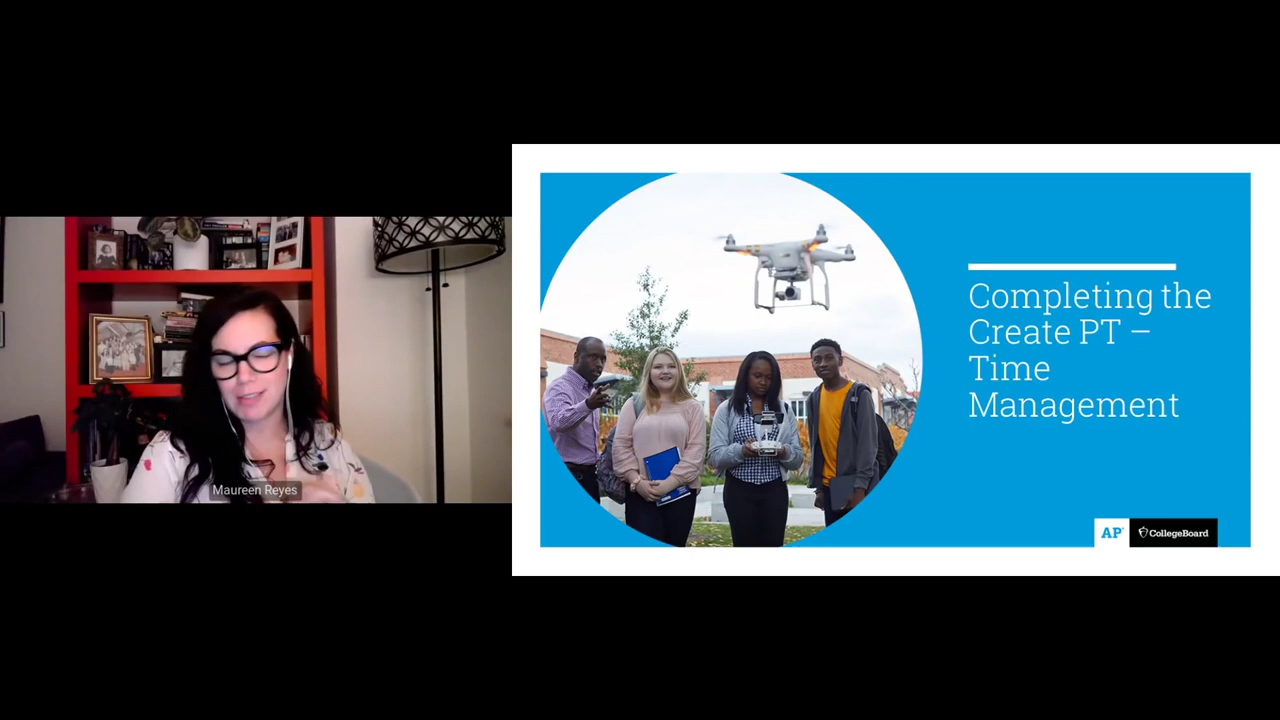 Maureen Reyes
Completing the
Create PT –
Time
Management
AP
CollegeBoard